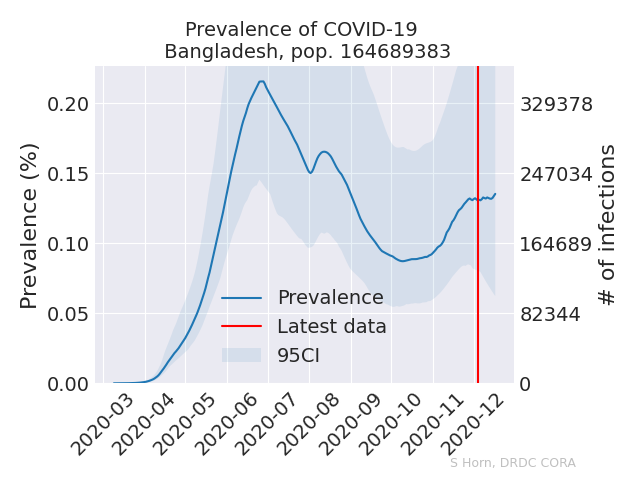 Prevalence of COVID-19
Bangladesh, pop. 164689383
Prevalence (%)
0.20
0.15
0.10
0.05
0.00
329378
247034
164689
82344
0
# of infections
Prevalence
Latest data
95CI
2020-03
2020-04
2020-05
2020-06
2020-07
2020-08
2020-09
2020-10
2020-11
2020-12
S Horn, DRDC CORA